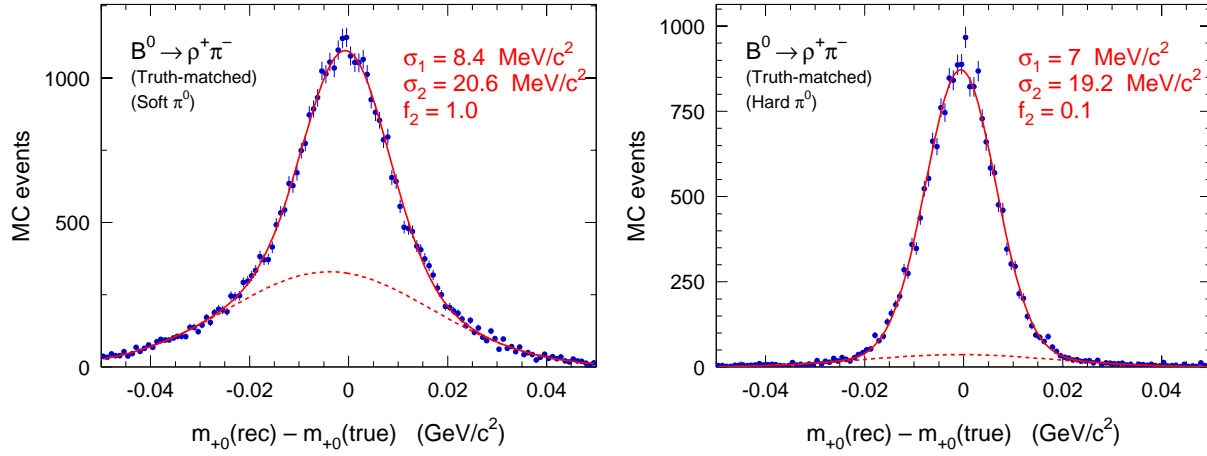 B⁰ → ρ⁺π⁻
(Truth-matched)
(Soft π⁰)
σ₁ = 8.4 MeV/c²
σ₂ = 20.6 MeV/c²
f₂ = 1.0
MC events
1000
500
0
-0.04 -0.02 0 0.02 0.04
m₊₀(rec) – m₊₀(true) (GeV/c²)
B⁰ → ρ⁺π⁻
(Truth-matched)
(Hard π⁰)
σ₁ = 7 MeV/c²
σ₂ = 19.2 MeV/c²
f₂ = 0.1
MC events
1000
750
500
250
0
-0.04 -0.02 0 0.02 0.04
m₊₀(rec) – m₊₀(true) (GeV/c²)